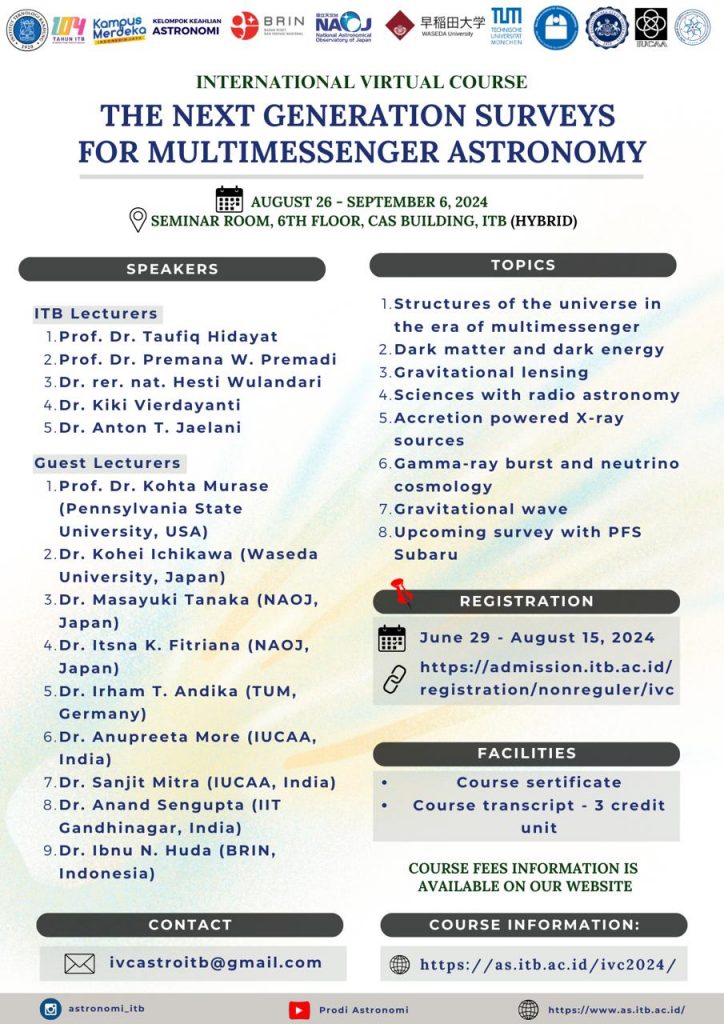 104
TAHUN ITB
Kampus
Merdeka
INDONESIA JAYA
KELOMPOK KEAHLIAN
ASTRONOMI
BRIN
BADAN RISET
DAN INOVASI NASIONAL
国立天文台
NAOJ
National Astronomical
Observatory of Japan
早稲田大学
WASEDA University
TUM
TECHNISCHE
UNIVERSITÄT
MÜNCHEN
IUCAA
INTERNATIONAL VIRTUAL COURSE
THE NEXT GENERATION SURVEYS
FOR MULTIMESSENGER ASTRONOMY
AUGUST 26 - SEPTEMBER 6, 2024
SEMINAR ROOM, 6TH FLOOR, CAS BUILDING, ITB (HYBRID)
SPEAKERS
ITB Lecturers
1. Prof. Dr. Taufiq Hidayat
2. Prof. Dr. Premana W. Premadi
3. Dr. rer. nat. Hesti Wulandari
4. Dr. Kiki Vierdayanti
5. Dr. Anton T. Jaelani
Guest Lecturers
1. Prof. Dr. Kohta Murase
(Pennsylvania State
University, USA)
2. Dr. Kohei Ichikawa (Waseda
University, Japan)
3. Dr. Masayuki Tanaka (NAOJ,
Japan)
4. Dr. Itsna K. Fitriana (NAOJ,
Japan)
5. Dr. Irham T. Andika (TUM,
Germany)
6. Dr. Anupreeta More (IUCAA,
India)
7. Dr. Sanjit Mitra (IUCAA, India)
8. Dr. Anand Sengupta (IIT
Gandhinagar, India)
9. Dr. Ibnu N. Huda (BRIN,
Indonesia)
TOPICS
1. Structures of the universe in
the era of multimessenger
2. Dark matter and dark energy
3. Gravitational lensing
4. Sciences with radio astronomy
5. Accretion powered X-ray
sources
6. Gamma-ray burst and neutrino
cosmology
7. Gravitational wave
8. Upcoming survey with PFS
Subaru
REGISTRATION
June 29 - August 15, 2024
https://admission.itb.ac.id/
registration/nonreguler/ivc
FACILITIES
• Course sertificate
• Course transcript - 3 credit
unit
COURSE FEES INFORMATION IS
AVAILABLE ON OUR WEBSITE
CONTACT
ivcastroitb@gmail.com
COURSE INFORMATION:
https://as.itb.ac.id/ivc2024/
astronomi_itb
Prodi Astronomi
https://www.as.itb.ac.id/